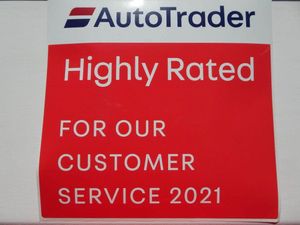 AutoTrader
Highly Rated
FOR OUR
CUSTOMER
SERVICE 2021